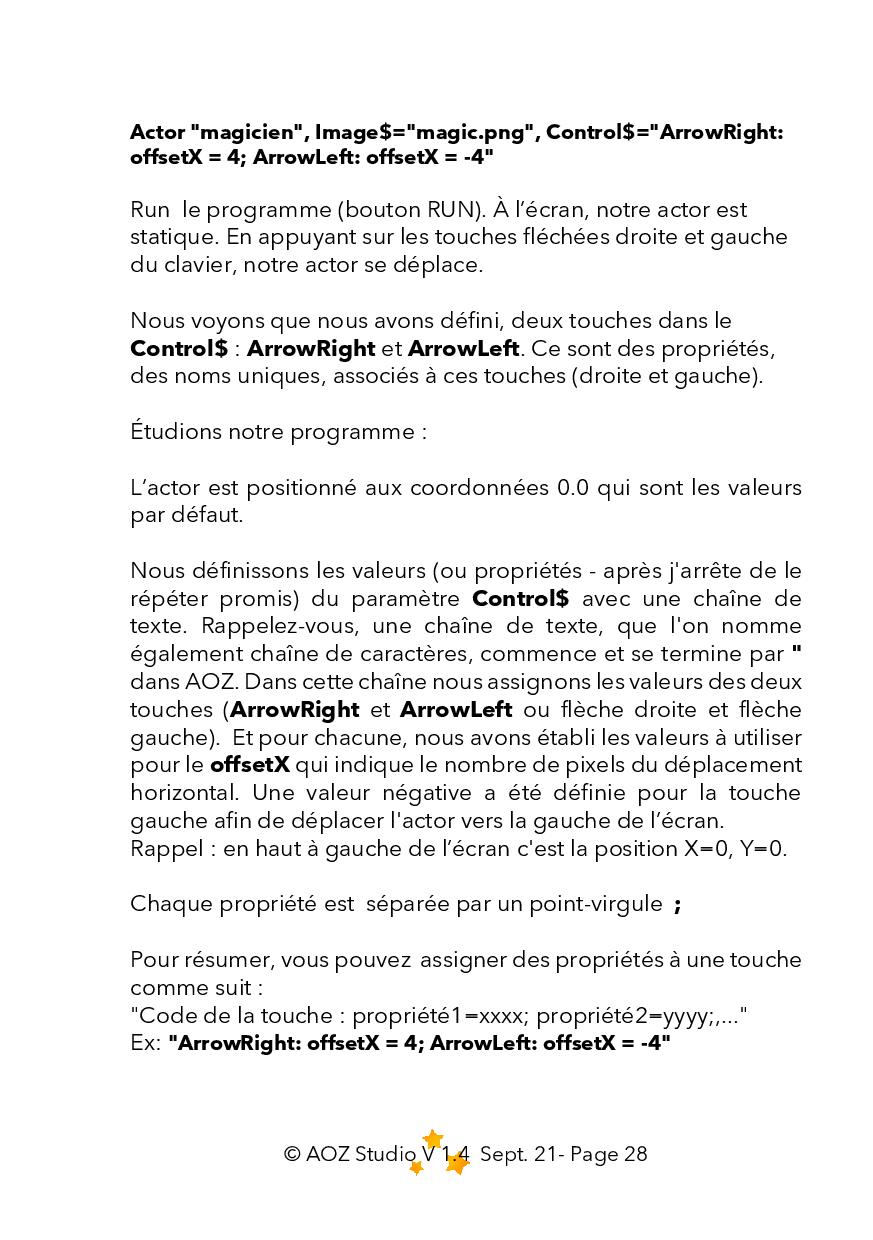 Actor "magicien", Image$="magic.png", Control$="ArrowRight:
offsetX = 4; ArrowLeft: offsetX = -4"
Run  le programme (bouton RUN). À l’écran, notre actor est
statique. En appuyant sur les touches fléchées droite et gauche
du clavier, notre actor se déplace.
Nous voyons que nous avons défini, deux touches dans le
Control$ : ArrowRight et ArrowLeft. Ce sont des propriétés,
des noms uniques, associés à ces touches (droite et gauche).
Étudions notre programme :
L’actor est positionné aux coordonnées 0.0 qui sont les valeurs
par défaut.
Nous définissons les valeurs (ou propriétés - après j'arrête de le
répéter promis) du paramètre Control$ avec une chaîne de
texte. Rappelez-vous, une chaîne de texte, que l'on nomme
également chaîne de caractères, commence et se termine par "
dans AOZ. Dans cette chaîne nous assignons les valeurs des deux
touches (ArrowRight et ArrowLeft ou flèche droite et flèche
gauche).  Et pour chacune, nous avons établi les valeurs à utiliser
pour le offsetX qui indique le nombre de pixels du déplacement
horizontal. Une valeur négative a été définie pour la touche
gauche afin de déplacer l'actor vers la gauche de l’écran.
Rappel : en haut à gauche de l’écran c'est la position X=0, Y=0.
Chaque propriété est  séparée par un point-virgule  ;
Pour résumer, vous pouvez assigner des propriétés à une touche
comme suit :
"Code de la touche : propriété1=xxxx; propriété2=yyyy;,..."
Ex: "ArrowRight: offsetX = 4; ArrowLeft: offsetX = -4"
© AOZ Studio V 1.4  Sept. 21- Page 28